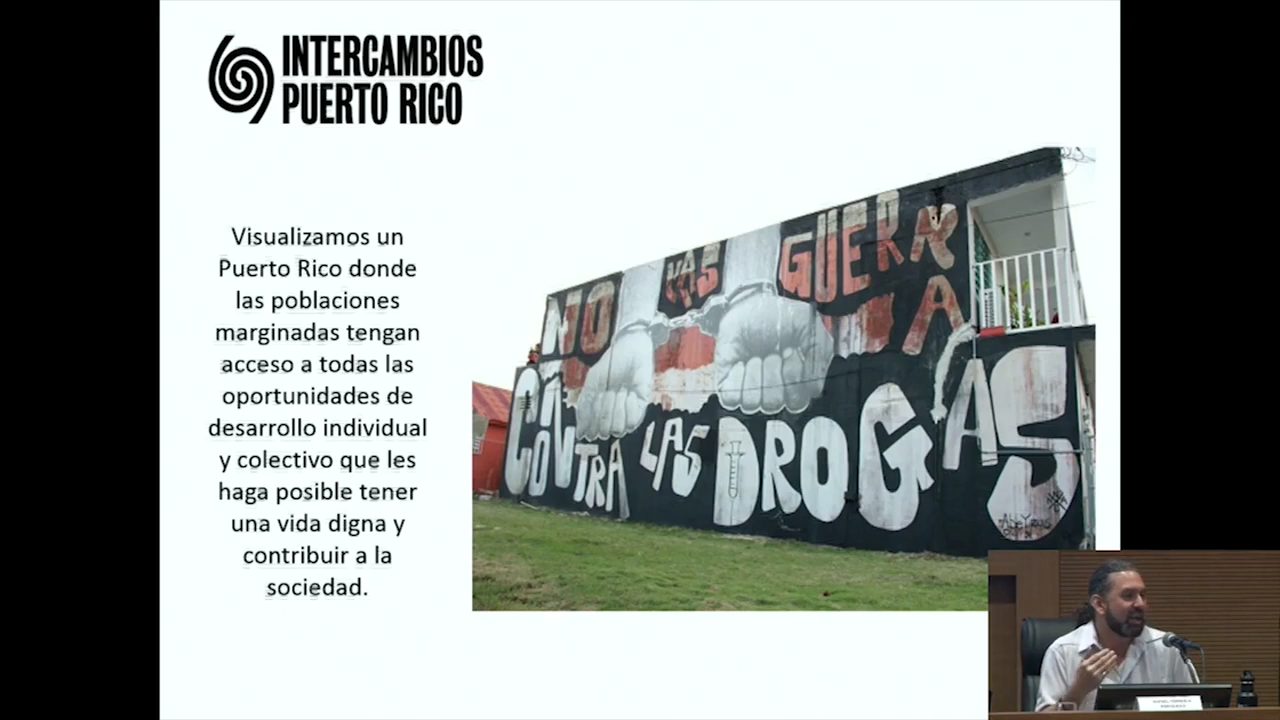 INTERCAMBIOS
PUERTO RICO
Visualizamos un
Puerto Rico donde
las poblaciones
marginadas tengan
acceso a todas las
oportunidades de
desarrollo individual
y colectivo que les
haga posible tener
una vida digna y
contribuir a la
sociedad.
NO MAS GUERRA
CONTRA LAS DROGAS